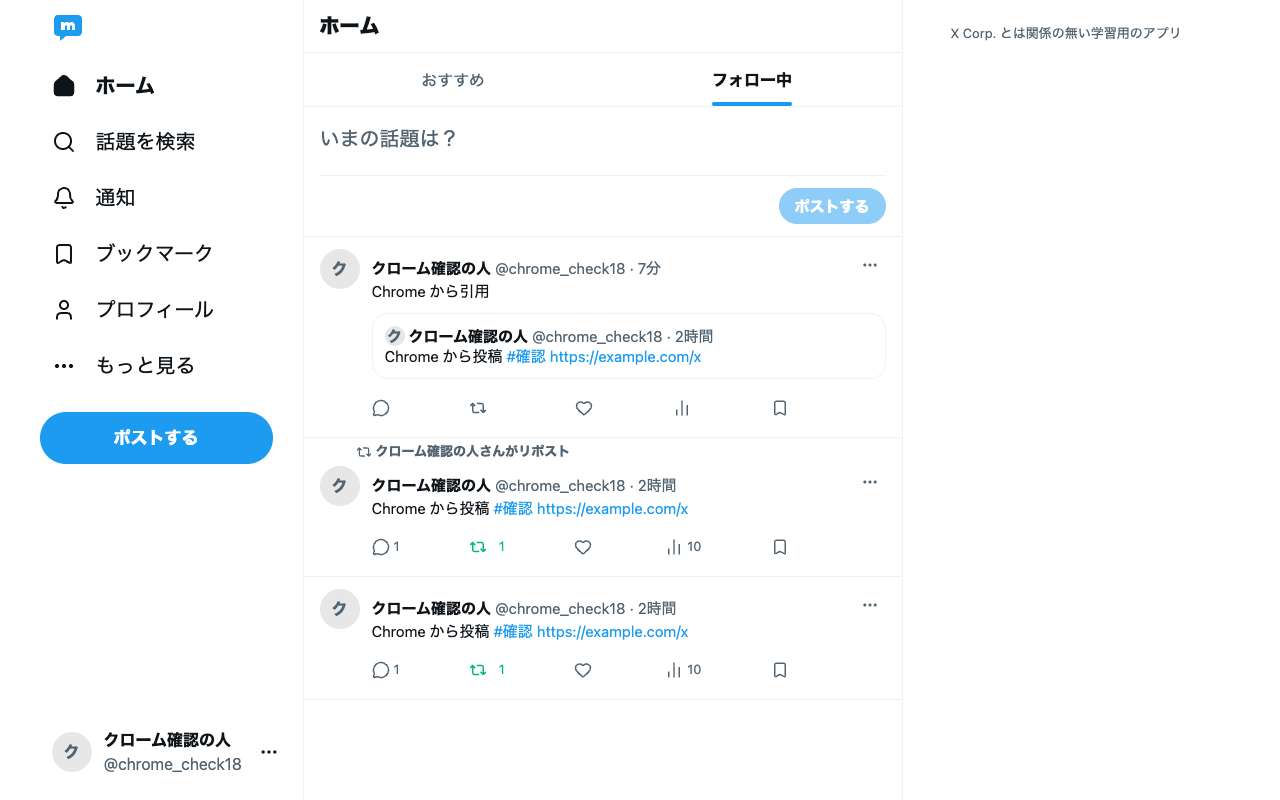 m
ホーム
話題を検索
通知
ブックマーク
プロフィール
もっと見る
ポストする
ク
クローム確認の人
@chrome_check18
ホーム
おすすめ
フォロー中
いまの話題は？
ポストする
ク
クローム確認の人 @chrome_check18 · 7分
Chrome から引用
ク クローム確認の人 @chrome_check18 · 2時間
Chrome から投稿 #確認 https://example.com/x
クローム確認の人さんがリポスト
ク
クローム確認の人 @chrome_check18 · 2時間
Chrome から投稿 #確認 https://example.com/x
1 1 10
ク
クローム確認の人 @chrome_check18 · 2時間
Chrome から投稿 #確認 https://example.com/x
1 1 10
X Corp. とは関係の無い学習用のアプリ